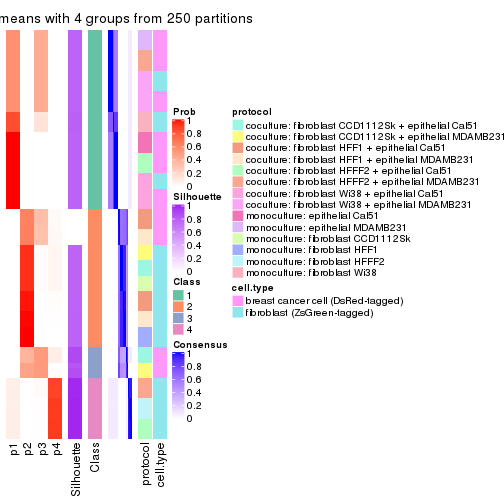 means with 4 groups from 250 partitions
Prob
1
0.8
0.6
0.4
0.2
0
Silhouette
1
0.8
0.6
0.4
0.2
0
Class
1
2
3
4
Consensus
1
0.8
0.6
0.4
0.2
0
protocol
coculture: fibroblast CCD1112Sk + epithelial Cal51
coculture: fibroblast CCD1112Sk + epithelial MDAMB231
coculture: fibroblast HFF1 + epithelial Cal51
coculture: fibroblast HFF1 + epithelial MDAMB231
coculture: fibroblast HFFF2 + epithelial Cal51
coculture: fibroblast HFFF2 + epithelial MDAMB231
coculture: fibroblast Wi38 + epithelial Cal51
coculture: fibroblast Wi38 + epithelial MDAMB231
monoculture: epithelial Cal51
monoculture: epithelial MDAMB231
monoculture: fibroblast CCD1112Sk
monoculture: fibroblast HFF1
monoculture: fibroblast HFFF2
monoculture: fibroblast Wi38
cell.type
breast cancer cell (DsRed-tagged)
fibroblast (ZsGreen-tagged)
p1
p2
p3
p4
Silhouette
Class
protocol
cell.type